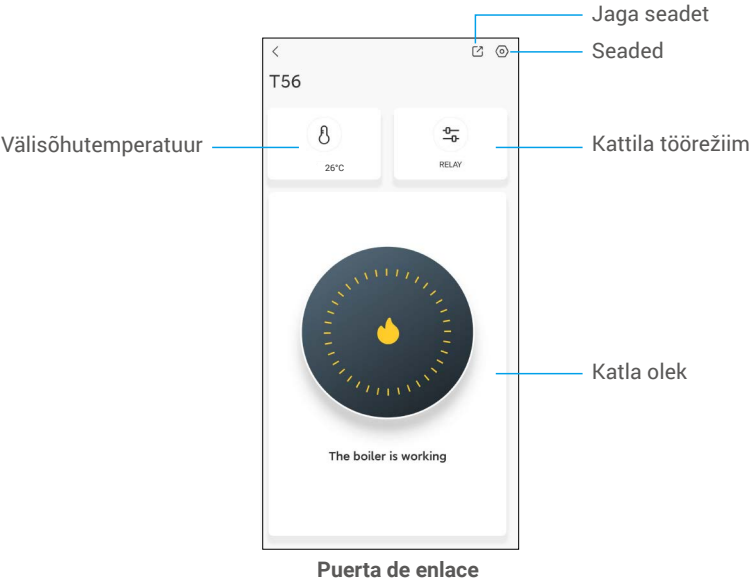 Jaga seadet
Seaded
T56
Välisõhutemperatuur
26°C
RELAY
Kattila töörežiim
Katla olek
The boiler is working
Puerta de enlace